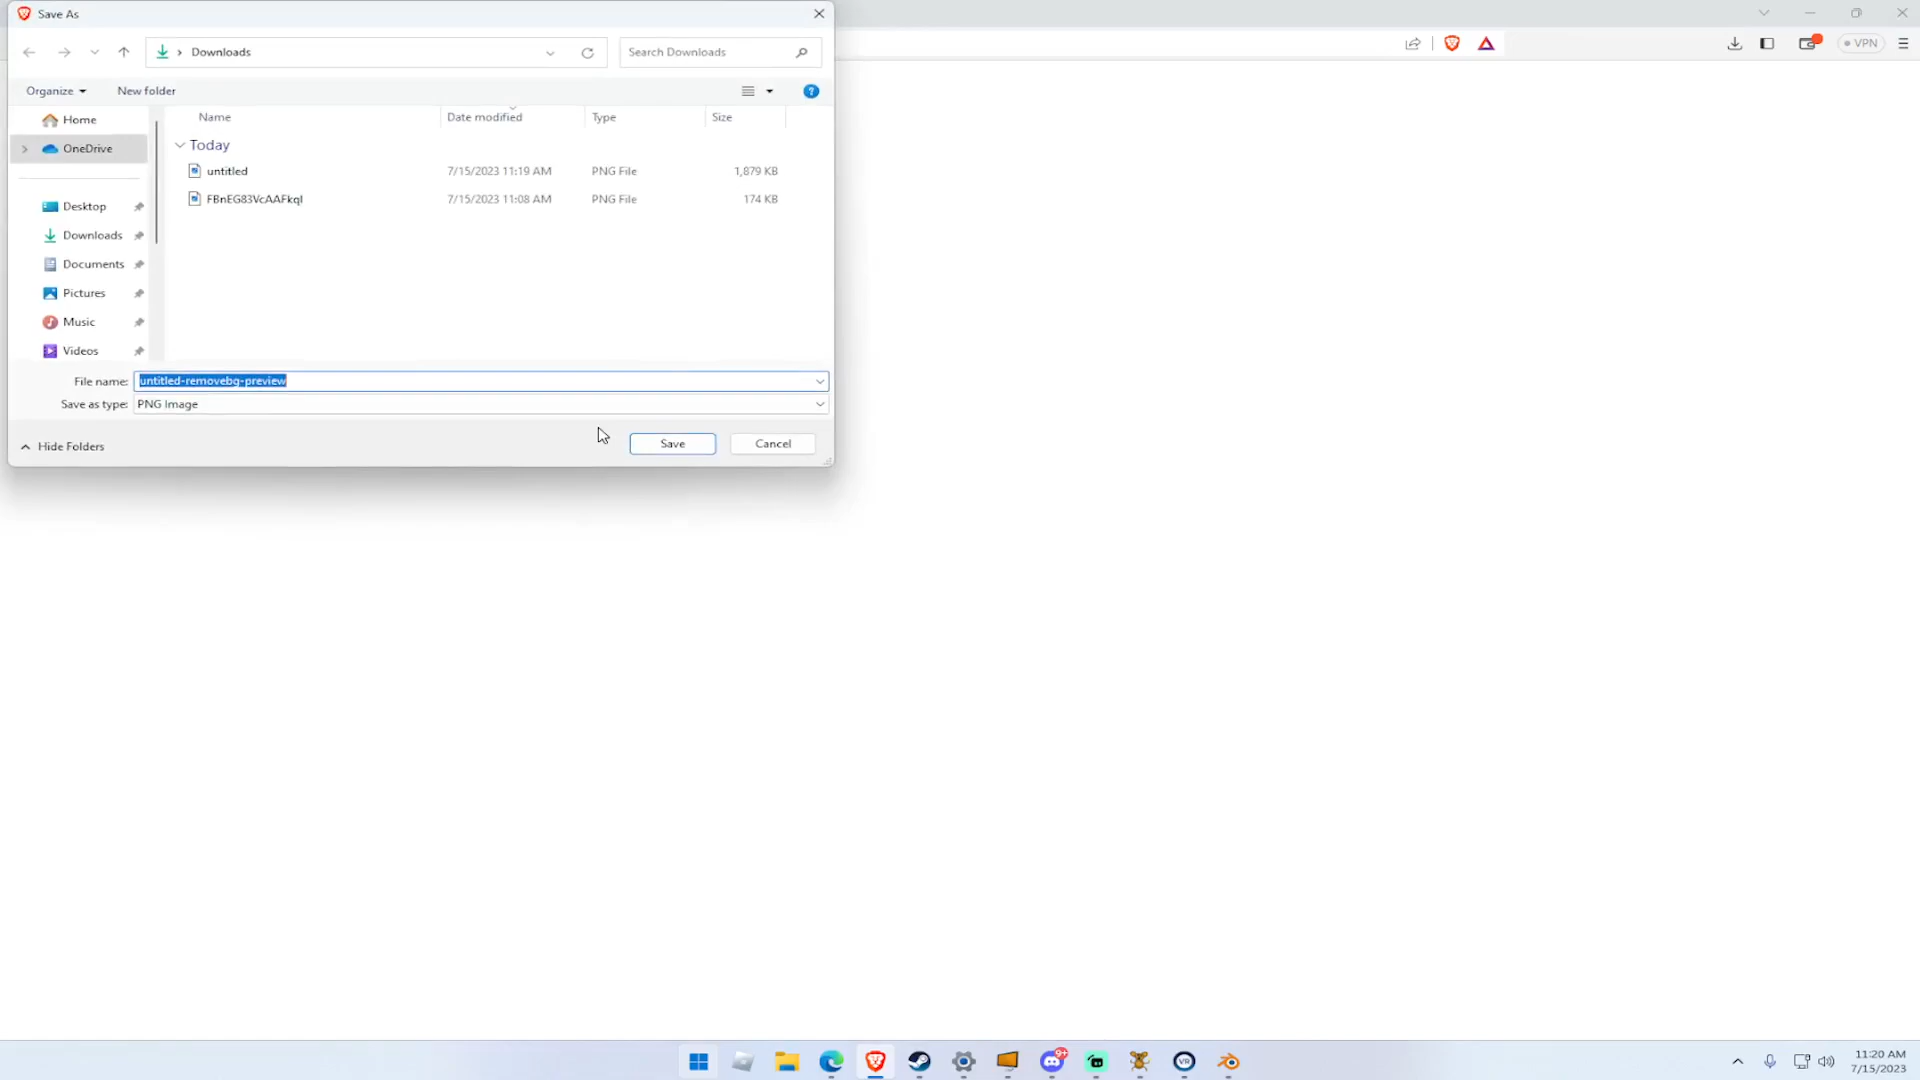 Save As
Downloads
Search Downloads
VPN
Organize
New folder
Home
OneDrive
Desktop
Downloads
Documents
Pictures
Music
Videos
Name Date modified Type Size
Today
untitled 7/15/2023 11:19 AM PNG File 1,879 KB
FBnEG83VcAAFkqI 7/15/2023 11:08 AM PNG File 174 KB
File name: untitled-removebg-preview
Save as type: PNG Image
Hide Folders
Save Cancel
9+
VR
11:20 AM
7/15/2023